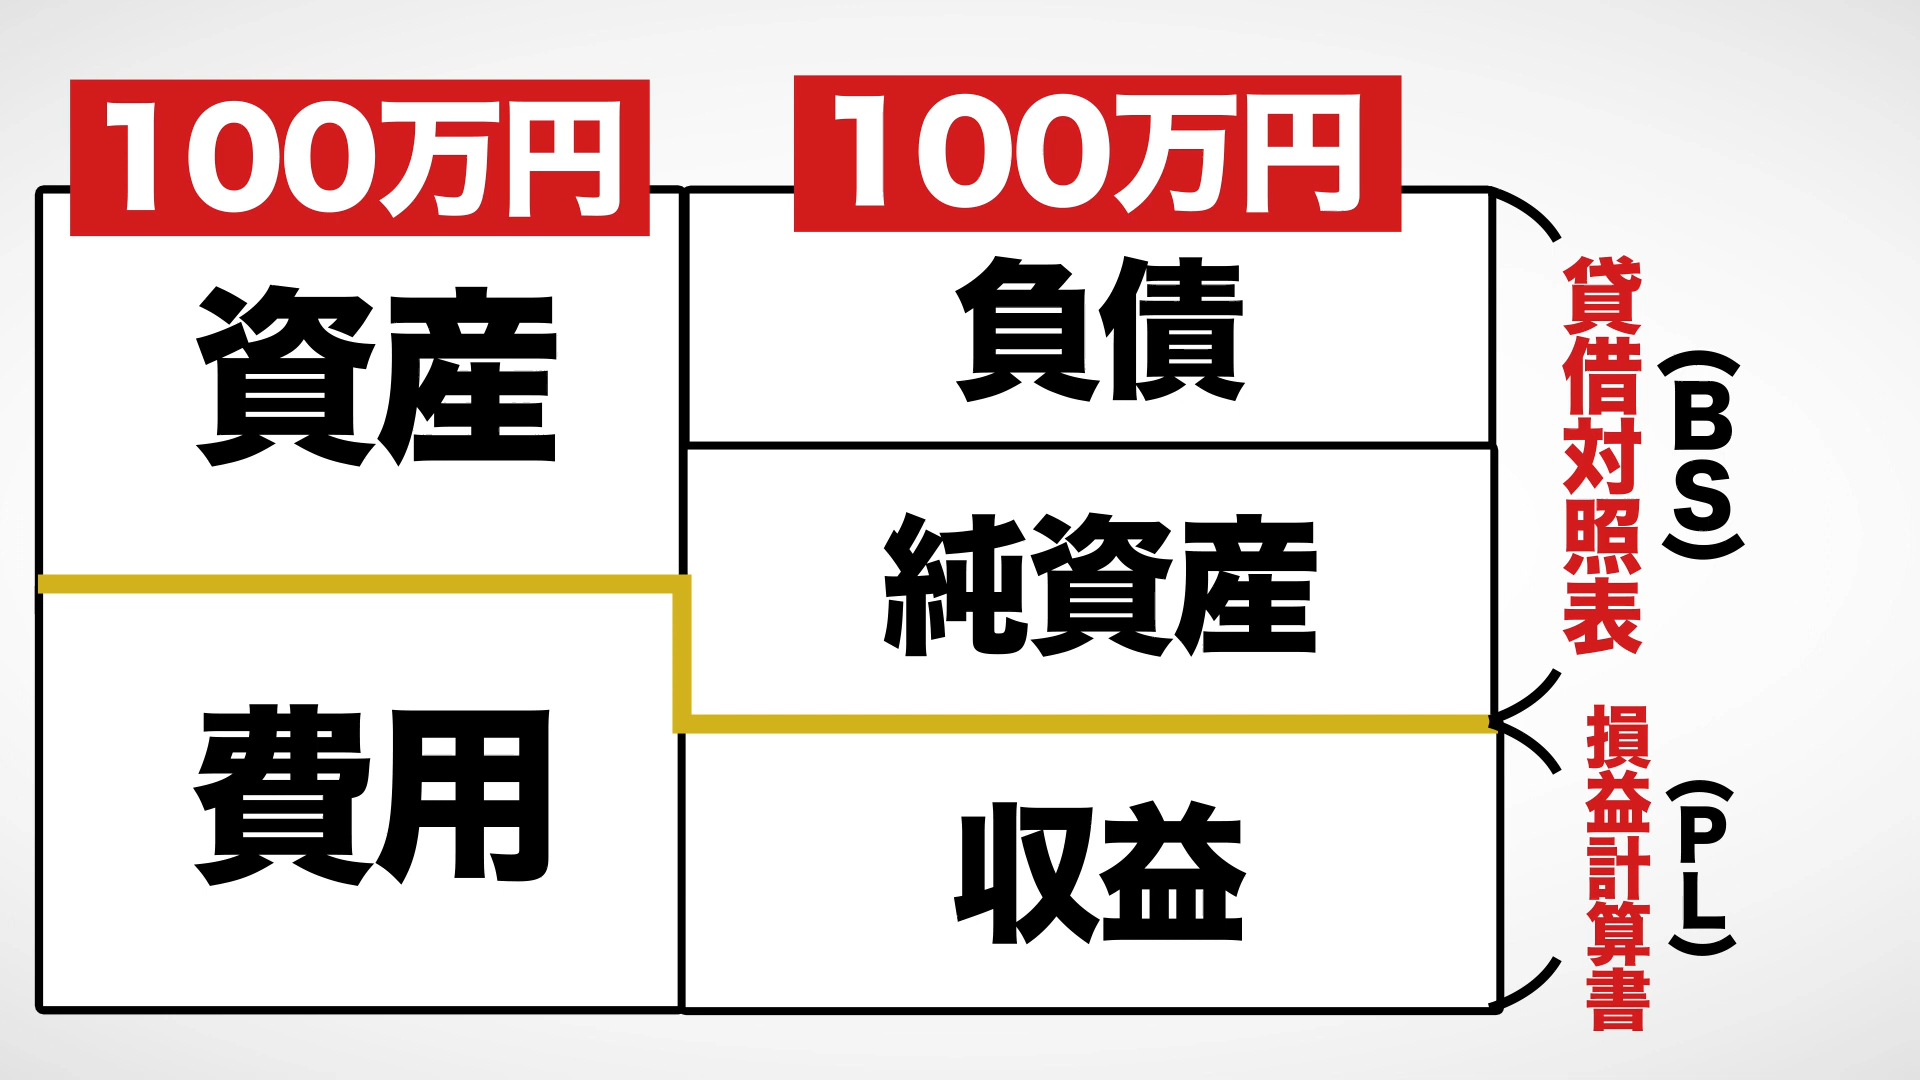 100万円
100万円
資産
負債
純資産
費用
収益
貸借対照表
（BS）
損益計算書
（PL）